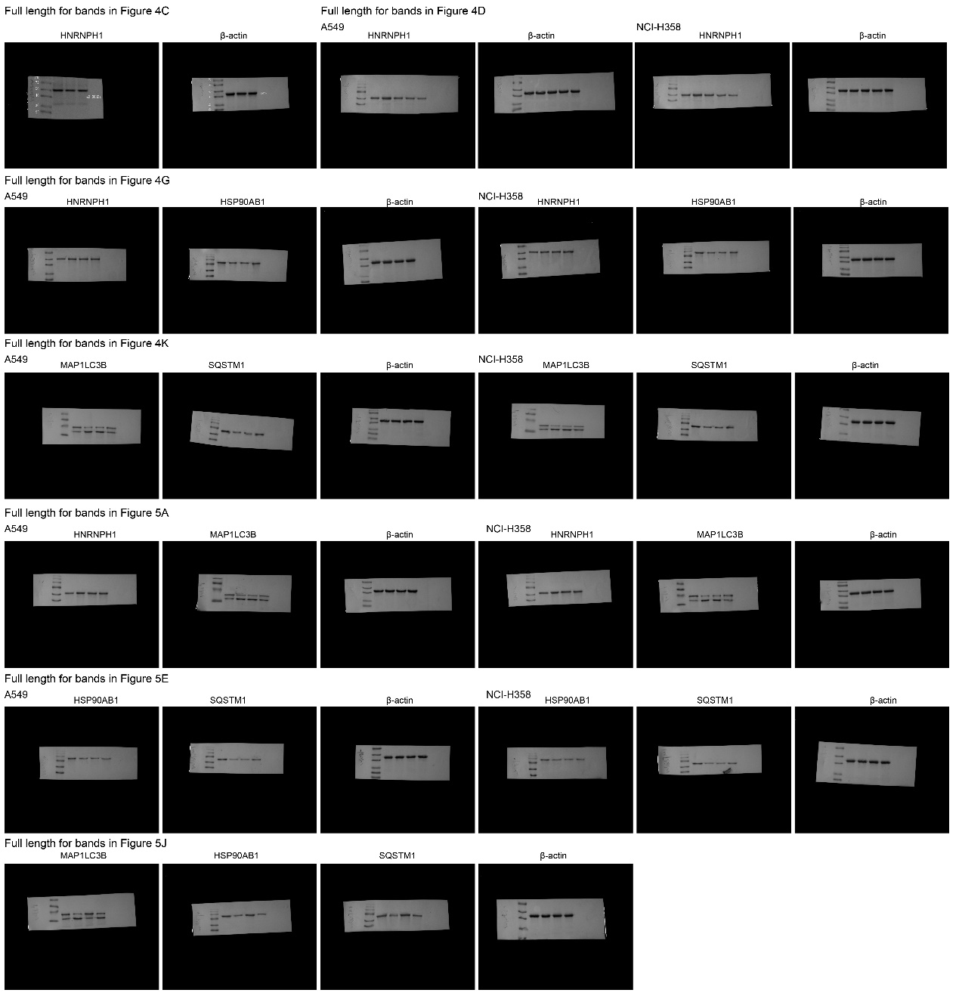 Full length for bands in Figure 4C Full length for bands in Figure 4D
A549 NCI-H358
HNRNPH1 β-actin HNRNPH1 β-actin HNRNPH1 β-actin
Full length for bands in Figure 4G
A549 NCI-H358
HNRNPH1 HSP90AB1 β-actin HNRNPH1 HSP90AB1 β-actin
Full length for bands in Figure 4K
A549 NCI-H358
MAP1LC3B SQSTM1 β-actin MAP1LC3B SQSTM1 β-actin
Full length for bands in Figure 5A
A549 NCI-H358
HNRNPH1 MAP1LC3B β-actin HNRNPH1 MAP1LC3B β-actin
Full length for bands in Figure 5E
A549 NCI-H358
HSP90AB1 SQSTM1 β-actin HSP90AB1 SQSTM1 β-actin
Full length for bands in Figure 5J
MAP1LC3B HSP90AB1 SQSTM1 β-actin